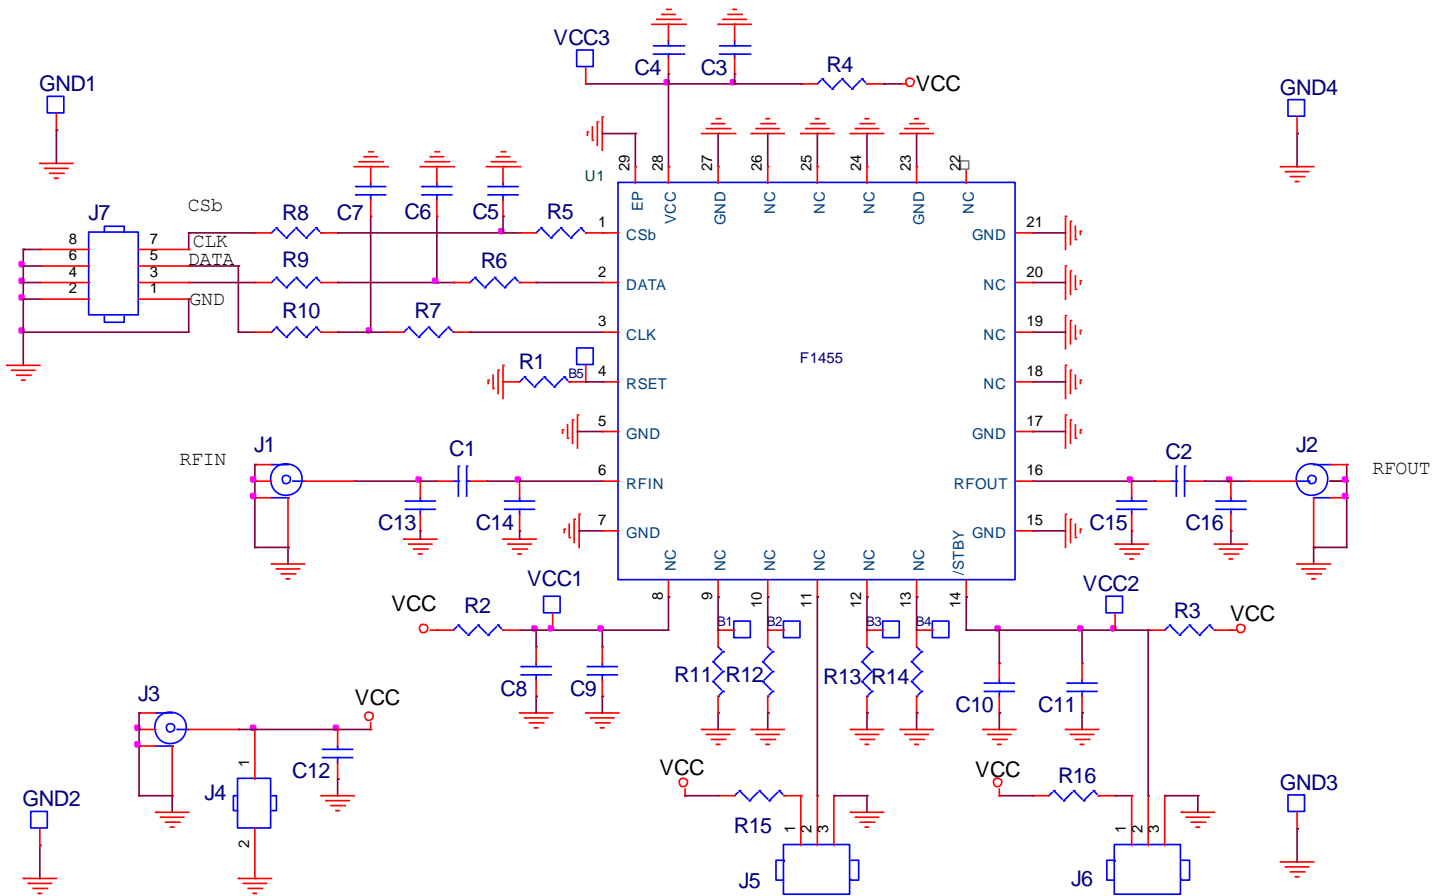 VCC3
C4
C3
R4
VCC
GND1
GND4
29
28
27
26
25
24
23
22
U1
EP
VCC
GND
NC
NC
NC
GND
NC
J7
CSb
R8
C7
C6
C5
R5
1
CSb
GND
21
8
7
CLK
6
5
DATA
R9
R6
2
DATA
NC
20
4
3
2
1
GND
R10
R7
3
CLK
NC
19
F1455
R1
B5
4
RSET
NC
18
5
GND
GND
17
RFIN
J1
C1
6
RFIN
RFOUT
16
C2
J2
RFOUT
C13
C14
7
GND
GND
15
C15
C16
NC
NC
NC
NC
NC
NC
/STBY
8
9
10
11
12
13
14
VCC
R2
VCC1
B1
B2
B3
B4
VCC2
R3
VCC
C8
C9
R11
R12
R13
R14
C10
C11
J3
VCC
C12
1
J4
2
GND2
VCC
R15
1
2
3
J5
VCC
R16
1
2
3
J6
GND3